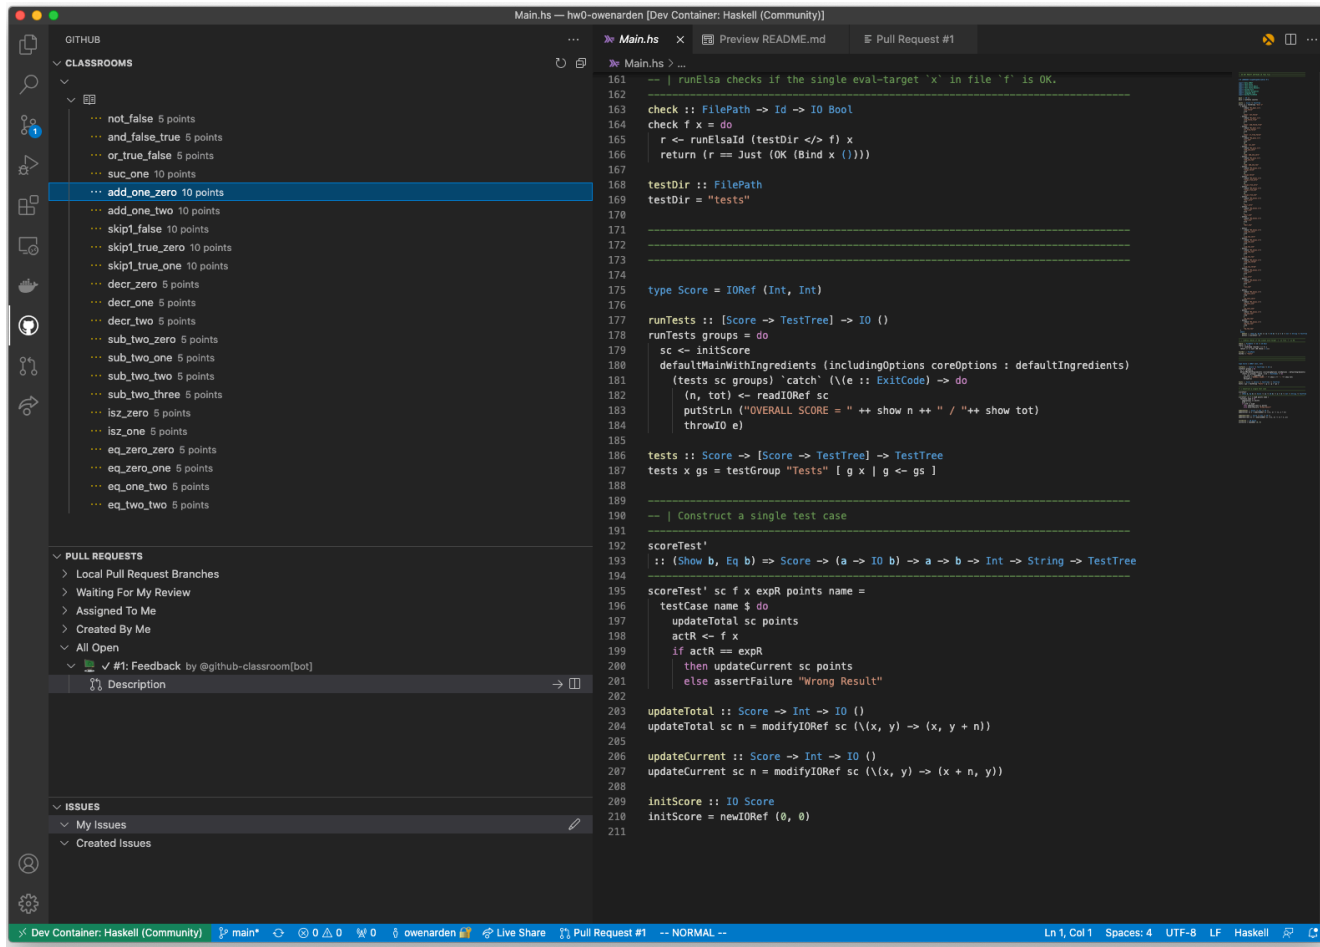 Main.hs — hw0-owenarden [Dev Container: Haskell (Community)]
GITHUB
CLASSROOMS
not_false 5 points
and_false_true 5 points
or_true_false 5 points
suc_one 10 points
add_one_zero 10 points
add_one_two 10 points
skip1_false 10 points
skip1_true_zero 10 points
skip1_true_one 10 points
decr_zero 5 points
decr_one 5 points
decr_two 5 points
sub_two_zero 5 points
sub_two_one 5 points
sub_two_two 5 points
sub_two_three 5 points
isz_zero 5 points
isz_one 5 points
eq_zero_zero 5 points
eq_zero_one 5 points
eq_one_two 5 points
eq_two_two 5 points
PULL REQUESTS
Local Pull Request Branches
Waiting For My Review
Assigned To Me
Created By Me
All Open
✓ #1: Feedback by @github-classroom[bot]
Description
ISSUES
My Issues
Created Issues
1
Main.hs × Preview README.md Pull Request #1
Main.hs > ...
161 -- | runElsa checks if the single eval-target `x` in file `f` is OK.
162 --------------------------------------------------------------------------------
163 check :: FilePath -> Id -> IO Bool
164 check f x = do
165 r <- runElsaId (testDir </> f) x
166 return (r == Just (OK (Bind x ())))
167
168 testDir :: FilePath
169 testDir = "tests"
170
171 --------------------------------------------------------------------------------
172 --------------------------------------------------------------------------------
173 --------------------------------------------------------------------------------
174
175 type Score = IORef (Int, Int)
176
177 runTests :: [Score -> TestTree] -> IO ()
178 runTests groups = do
179 sc <- initScore
180 defaultMainWithIngredients (includingOptions coreOptions : defaultIngredients)
181 (tests sc groups) `catch` (\(e :: ExitCode) -> do
182 (n, tot) <- readIORef sc
183 putStrLn ("OVERALL SCORE = " ++ show n ++ " / "++ show tot)
184 throwIO e)
185
186 tests :: Score -> [Score -> TestTree] -> TestTree
187 tests x gs = testGroup "Tests" [ g x | g <- gs ]
188
189 --------------------------------------------------------------------------------
190 -- | Construct a single test case
191 --------------------------------------------------------------------------------
192 scoreTest'
193 :: (Show b, Eq b) => Score -> (a -> IO b) -> a -> b -> Int -> String -> TestTree
194 --------------------------------------------------------------------------------
195 scoreTest' sc f x expR points name =
196 testCase name $ do
197 updateTotal sc points
198 actR <- f x
199 if actR == expR
200 then updateCurrent sc points
201 else assertFailure "Wrong Result"
202
203 updateTotal :: Score -> Int -> IO ()
204 updateTotal sc n = modifyIORef sc (\(x, y) -> (x, y + n))
205
206 updateCurrent :: Score -> Int -> IO ()
207 updateCurrent sc n = modifyIORef sc (\(x, y) -> (x + n, y))
208
209 initScore :: IO Score
210 initScore = newIORef (0, 0)
211
Dev Container: Haskell (Community) main* 0 0 0 owenarden Live Share Pull Request #1 -- NORMAL -- Ln 1, Col 1 Spaces: 4 UTF-8 LF Haskell